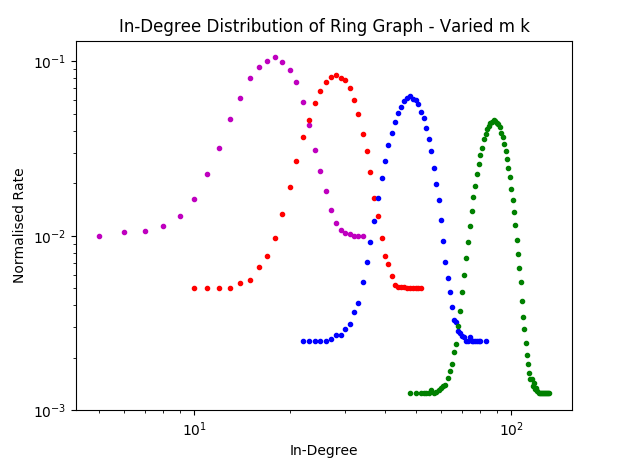 In-Degree Distribution of Ring Graph - Varied m k
10⁻¹
10⁻²
10⁻³
Normalised Rate
10¹
10²
In-Degree